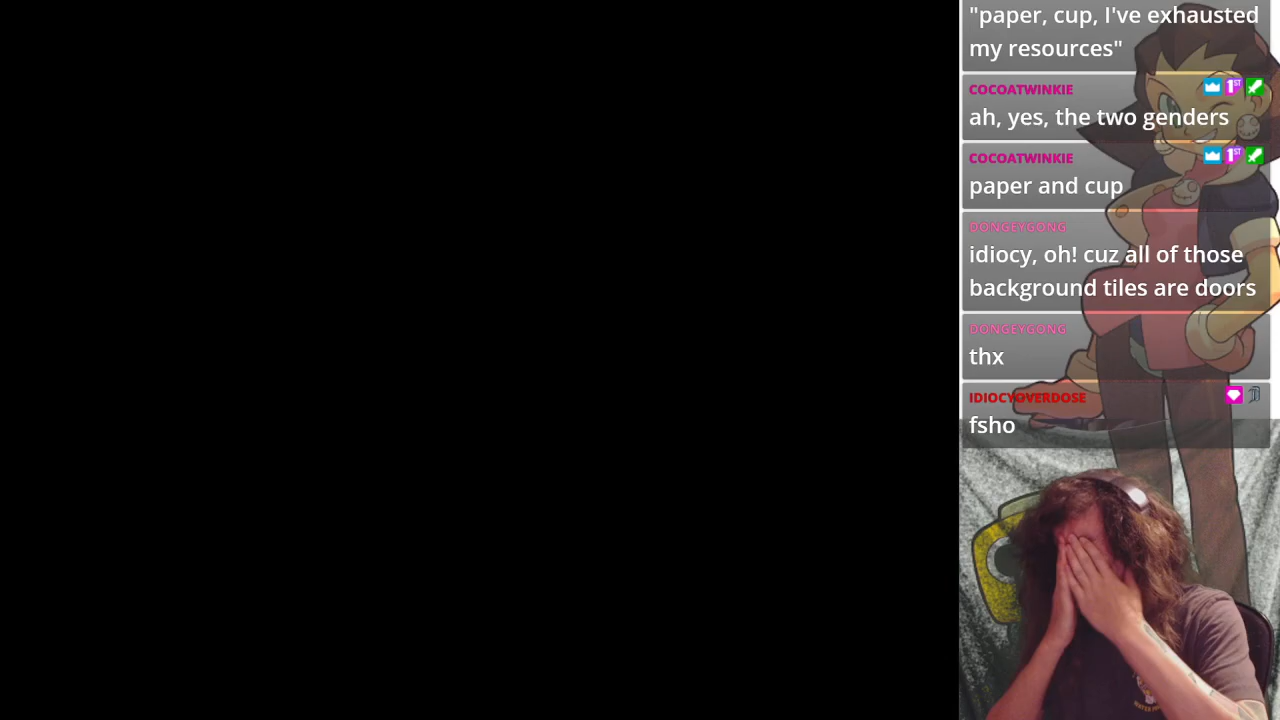 "paper, cup, I've exhausted
my resources"
COCOATWINKIE
ah, yes, the two genders
COCOATWINKIE
paper and cup
DONGEYGONG
idiocy, oh! cuz all of those
background tiles are doors
DONGEYGONG
thx
IDIOCYOVERDOSE
fsho